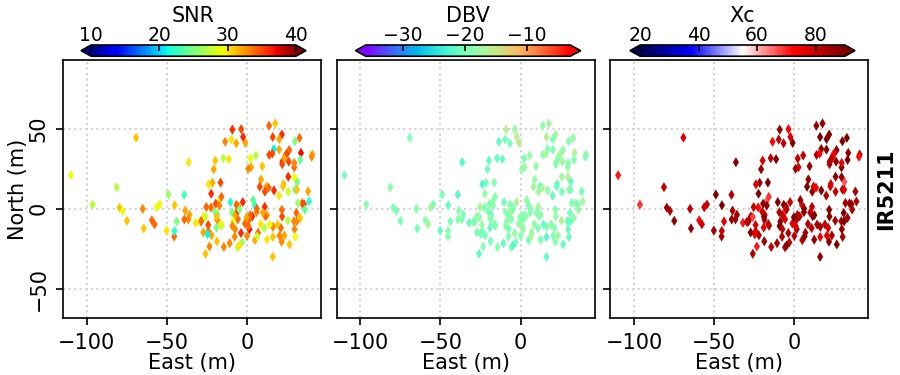 SNR DBV Xc
10 20 30 40 −30 −20 −10 20 40 60 80
50
0
−50
North (m)
−100 −50 0 −100 −50 0 −100 −50 0
East (m) East (m) East (m)
IR5211